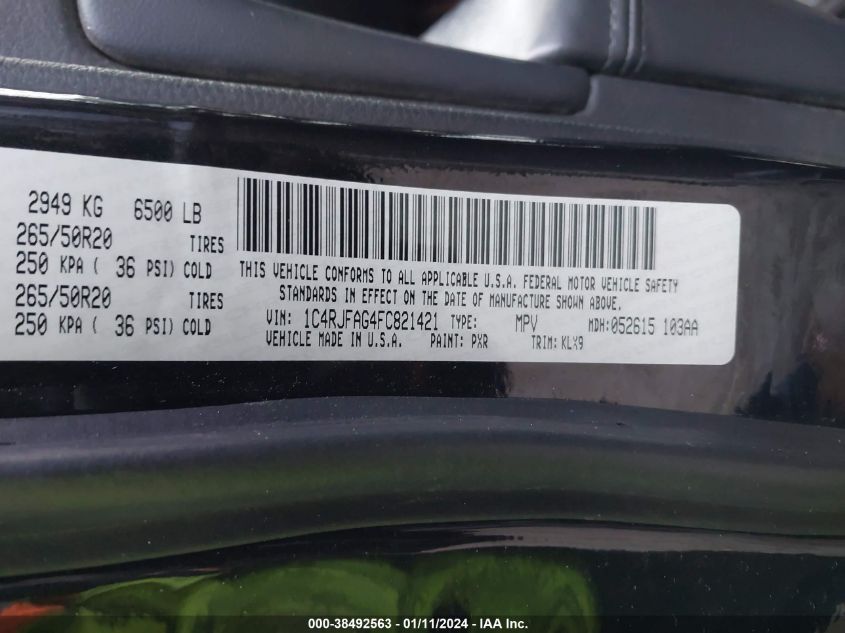 2949 KG 6500 LB
265/50R20 TIRES
250 KPA ( 36 PSI) COLD
265/50R20 TIRES
250 KPA ( 36 PSI) COLD
THIS VEHICLE CONFORMS TO ALL APPLICABLE U.S.A. FEDERAL MOTOR VEHICLE SAFETY
STANDARDS IN EFFECT ON THE DATE OF MANUFACTURE SHOWN ABOVE.
VIN: 1C4RJFAG4FC821421 TYPE: MPV MDH:052615 103AA
VEHICLE MADE IN U.S.A. PAINT: PXR TRIM: KLX9
000-38492563 - 01/11/2024 - IAA Inc.